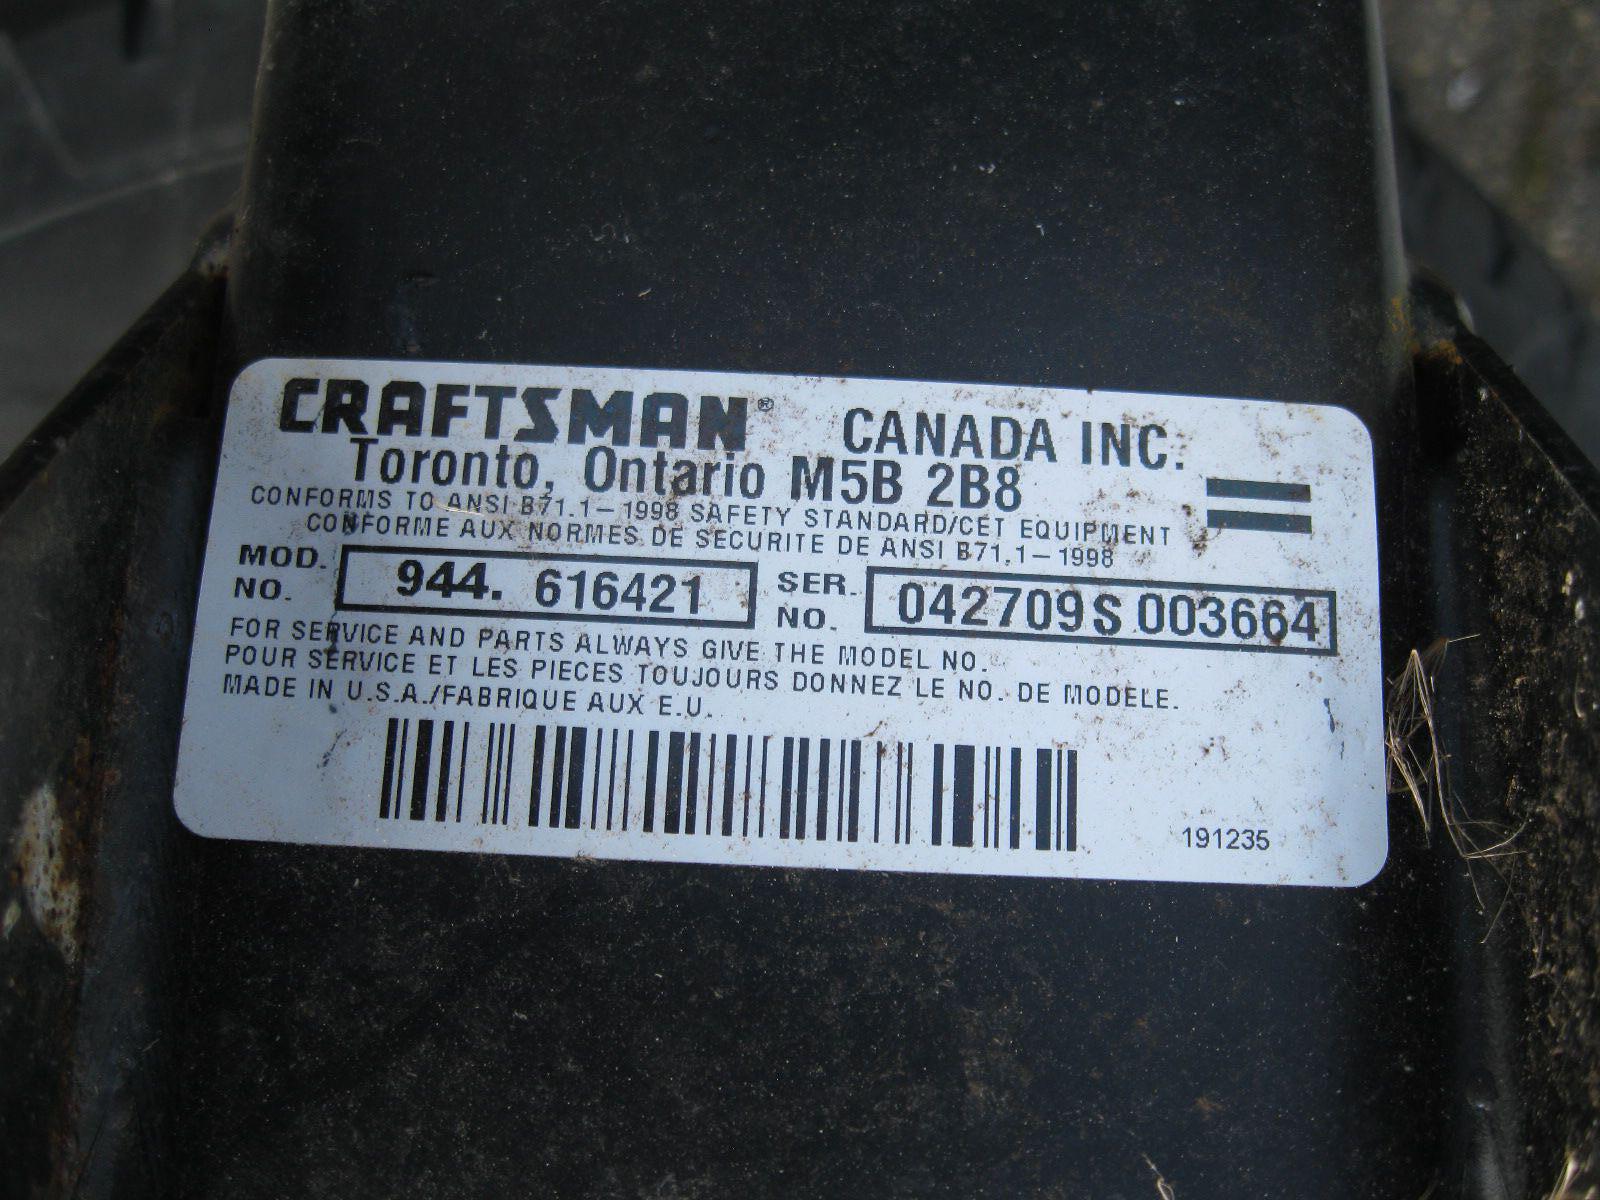 CRAFTSMAN® CANADA INC.
Toronto, Ontario M5B 2B8
CONFORMS TO ANSI B71.1–1998 SAFETY STANDARD/CET EQUIPMENT
CONFORME AUX NORMES DE SECURITE DE ANSI B71.1–1998
MOD. NO. 944. 616421 SER. NO. 042709S 003664
FOR SERVICE AND PARTS ALWAYS GIVE THE MODEL NO.
POUR SERVICE ET LES PIECES TOUJOURS DONNEZ LE NO. DE MODELE.
MADE IN U.S.A./FABRIQUE AUX E.U.
191235